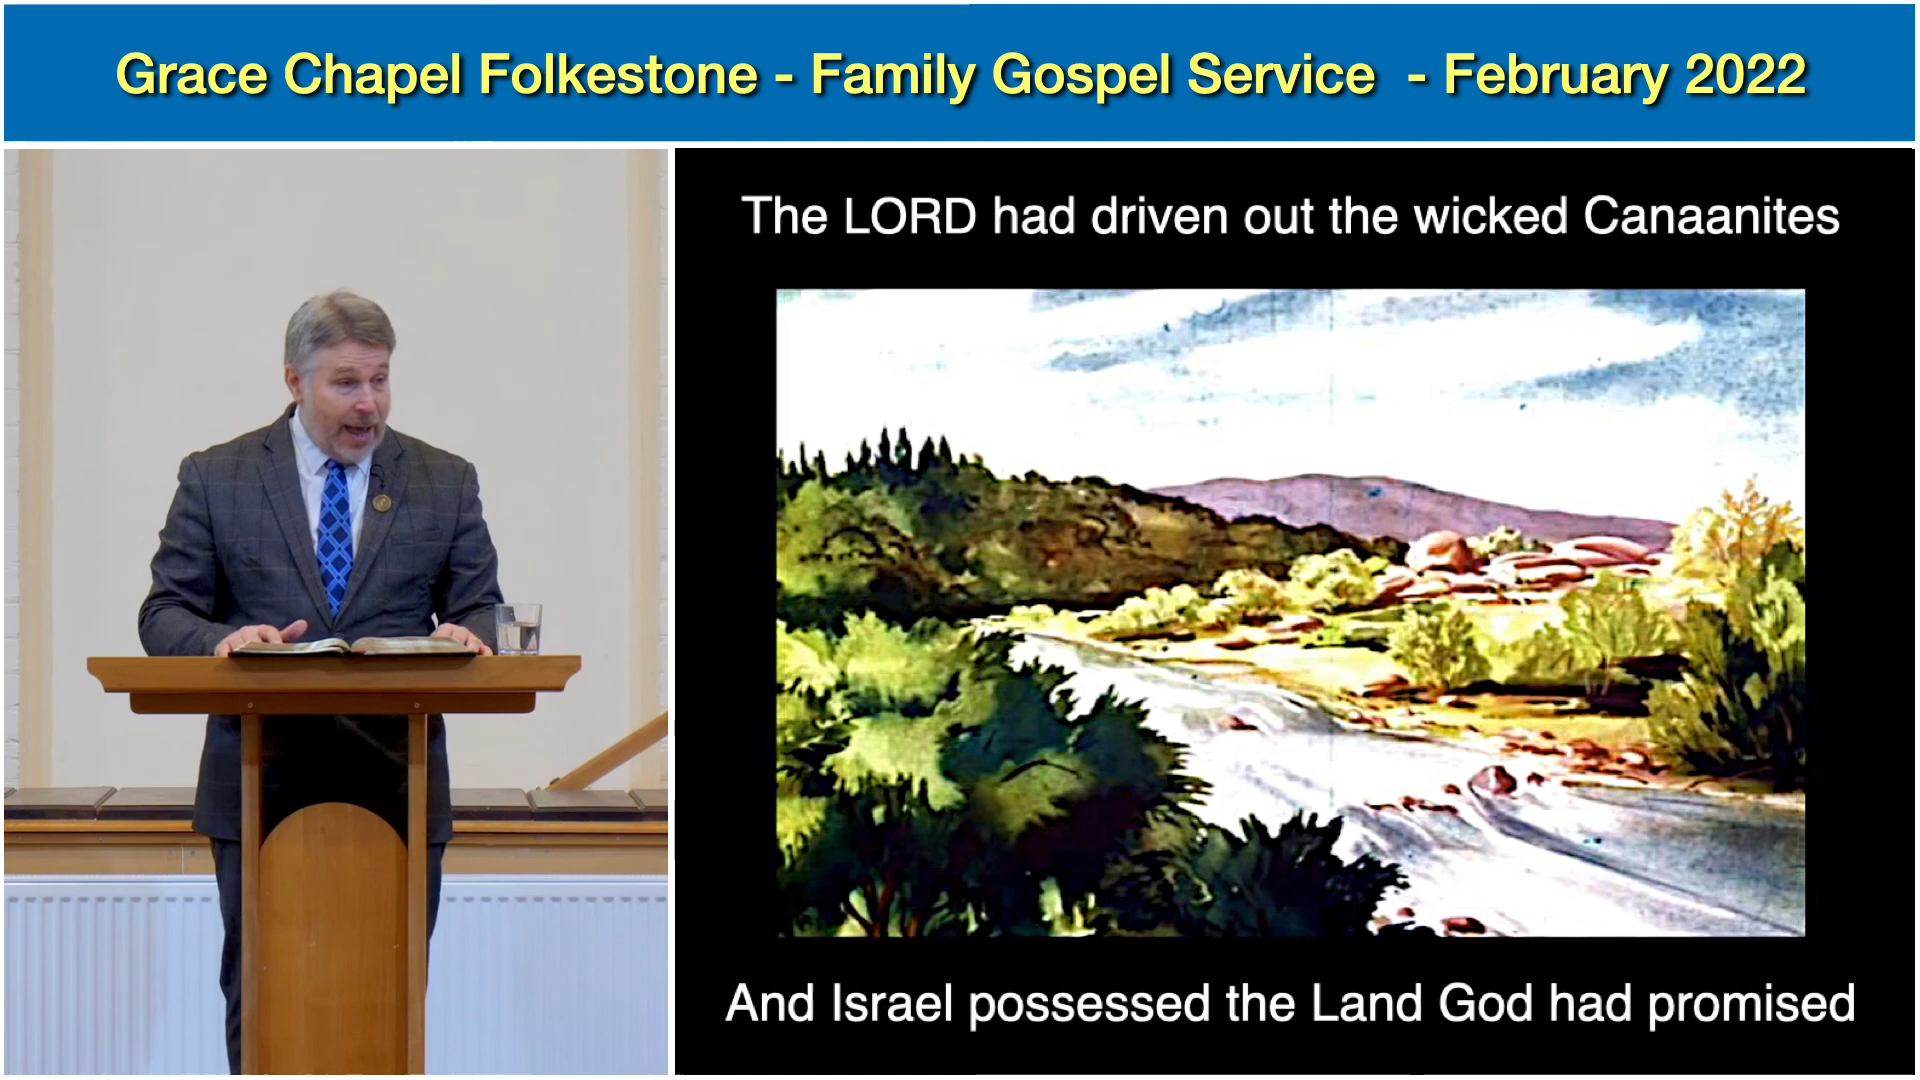 Grace Chapel Folkestone - Family Gospel Service - February 2022
The LORD had driven out the wicked Canaanites
And Israel possessed the Land God had promised